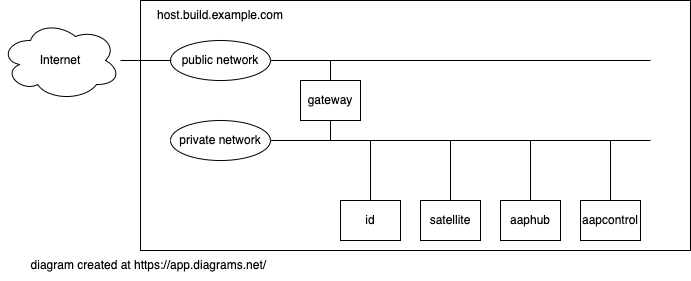 host.build.example.com
Internet
public network
gateway
private network
id
satellite
aaphub
aapcontrol
diagram created at https://app.diagrams.net/